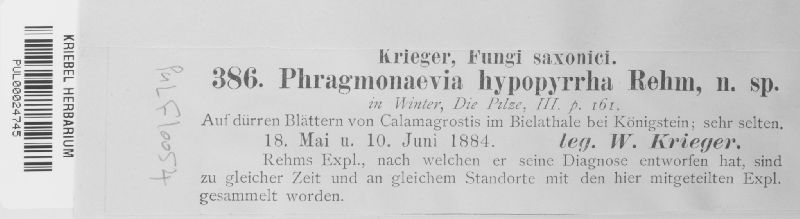 KRIEBEL HERBARIUM
PUL00024745
PULF10054
Krieger, Fungi saxonici.
386. Phragmonaevia hypopyrrha Rehm, n. sp.
in Winter, Die Pilze, III. p. 161.
Auf dürren Blättern von Calamagrostis im Bielathale bei Königstein; sehr selten.
18. Mai u. 10. Juni 1884. leg. W. Krieger.
Rehms Expl., nach welchen er seine Diagnose entworfen hat, sind
zu gleicher Zeit und an gleichem Standorte mit den hier mitgeteilten Expl.
gesammelt worden.